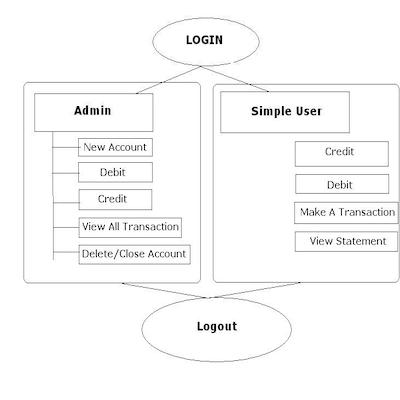 LOGIN
Admin
New Account
Debit
Credit
View All Transaction
Delete/Close Account
Simple User
Credit
Debit
Make A Transaction
View Statement
Logout